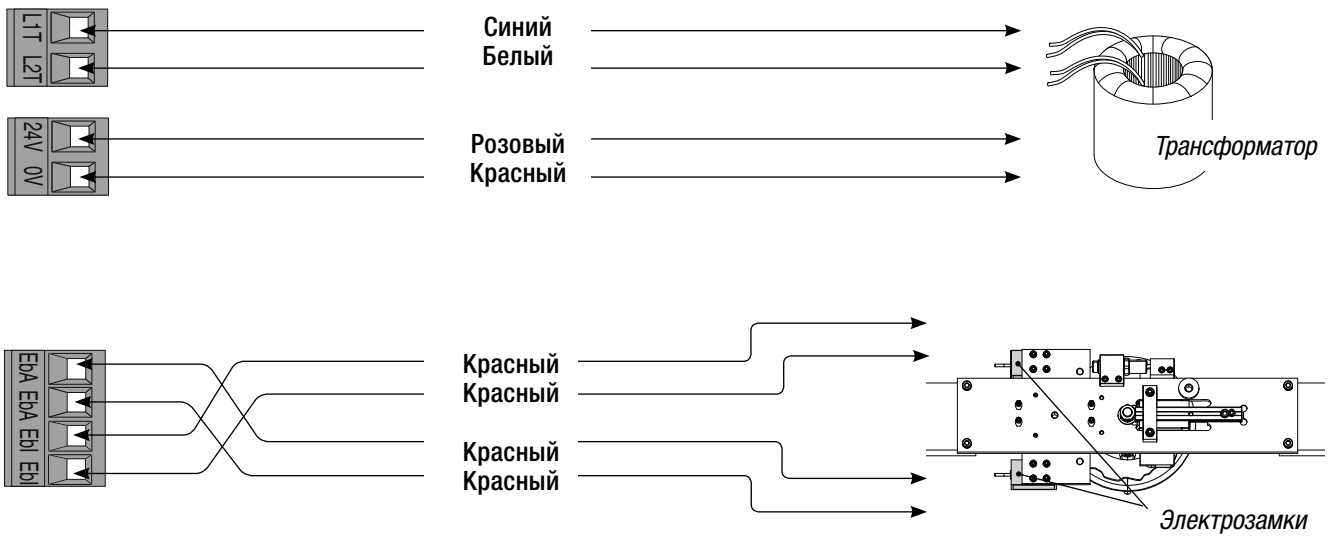 L1T
Синий
L2T
Белый
24V
Розовый
0V
Красный
Трансформатор
EbA
Красный
EbA
Красный
EbI
Красный
EbI
Красный
Электрозамки